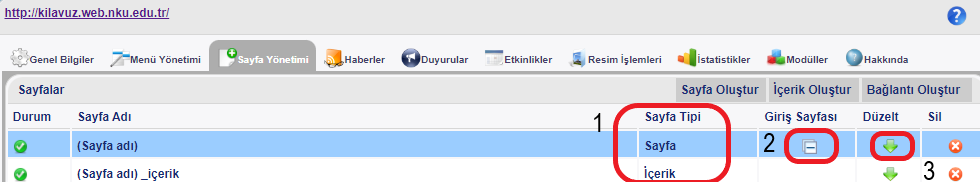 http://kilavuz.web.nku.edu.tr/ ?
Genel Bilgiler Menü Yönetimi Sayfa Yönetimi Haberler Duyurular Etkinlikler Resim İşlemleri İstatistikler Modüller Hakkında
Sayfalar Sayfa Oluştur İçerik Oluştur Bağlantı Oluştur
Durum Sayfa Adı Sayfa Tipi Giriş Sayfası Düzelt Sil
1
(Sayfa adı) Sayfa 2
(Sayfa adı) _içerik İçerik 3